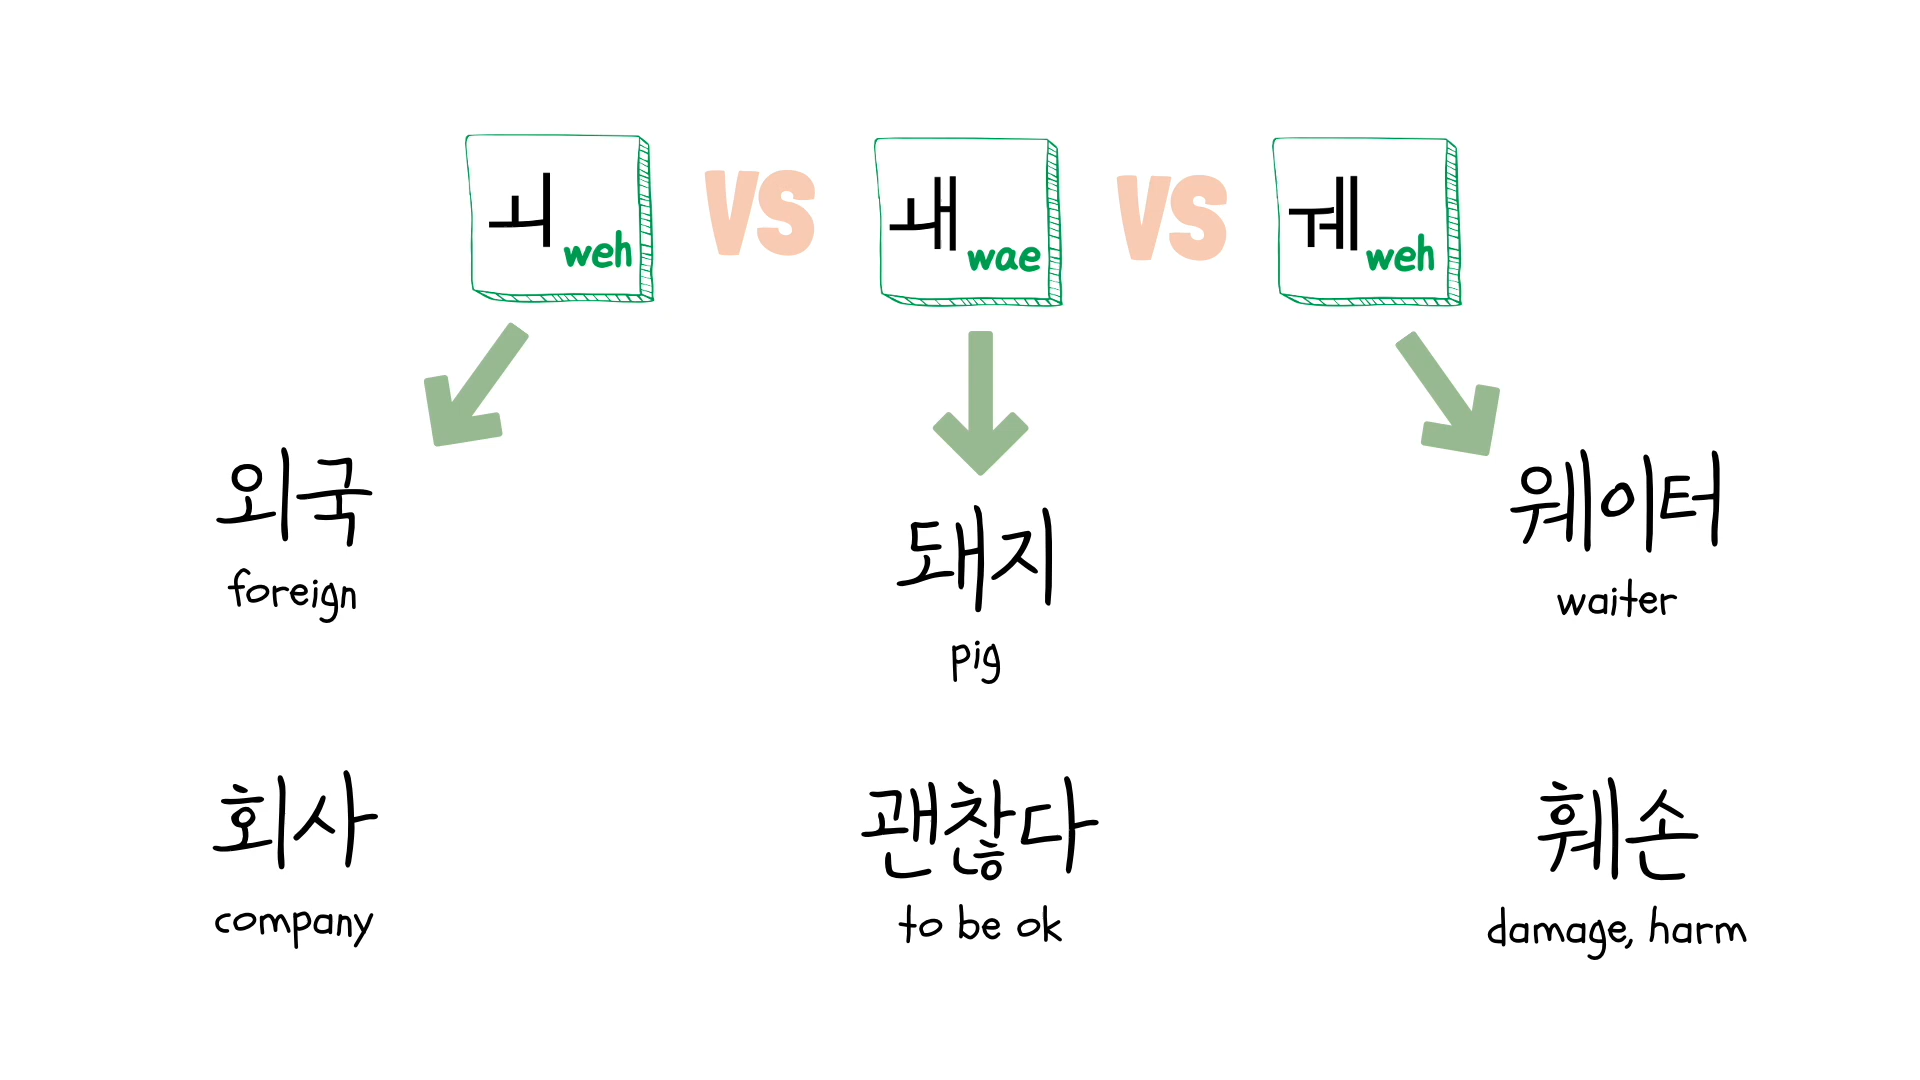 ㅚ weh VS ㅙ wae VS ㅞ weh
외국
foreign
돼지
pig
웨이터
waiter
회사
company
괜찮다
to be ok
훼손
damage, harm